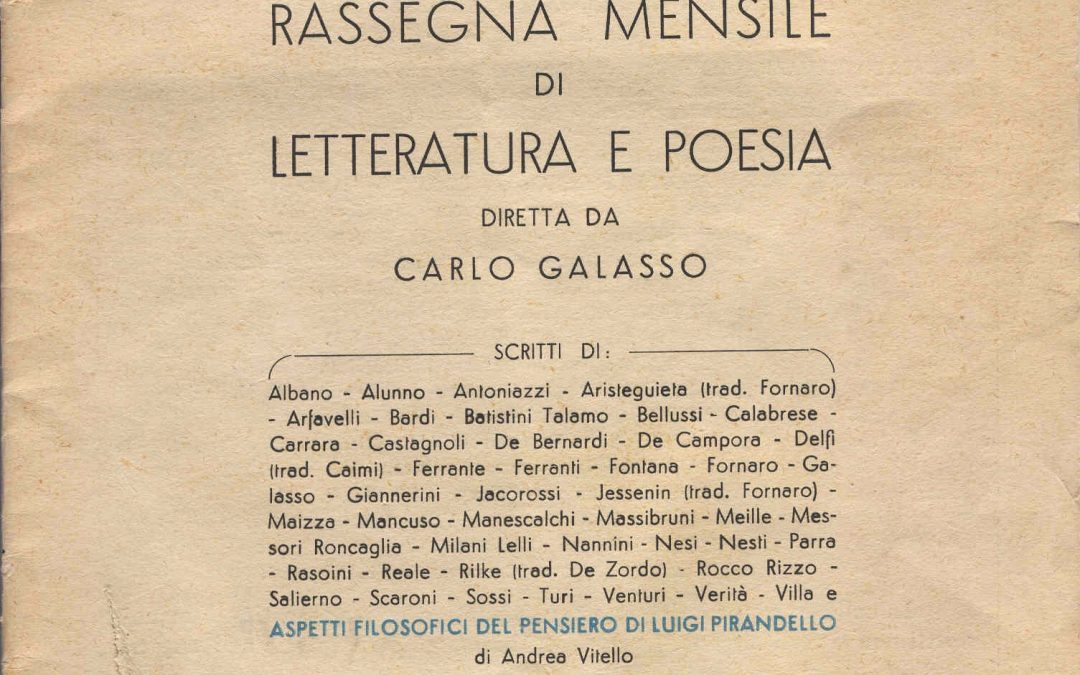 RASSEGNA MENSILE
DI
LETTERATURA E POESIA
DIRETTA DA
CARLO GALASSO
SCRITTI DI:
Albano - Alunno - Antoniazzi - Aristeguieta (trad. Fornaro)
- Arfavelli - Bardi - Batistini Talamo - Bellussi - Calabrese -
Carrara - Castagnoli - De Bernardi - De Campora - Delfi
(trad. Caimi) - Ferrante - Ferranti - Fontana - Fornaro - Ga-
lasso - Giannerini - Jacorossi - Jessenin (trad. Fornaro) -
Maizza - Mancuso - Manescalchi - Massibruni - Meille - Mes-
sori Roncaglia - Milani Lelli - Nannini - Nesi - Nesti - Parra
- Rasoini - Reale - Rilke (trad. De Zordo) - Rocco Rizzo -
Salierno - Scaroni - Sossi - Turi - Venturi - Verità - Villa e
ASPETTI FILOSOFICI DEL PENSIERO DI LUIGI PIRANDELLO
di Andrea Vitello